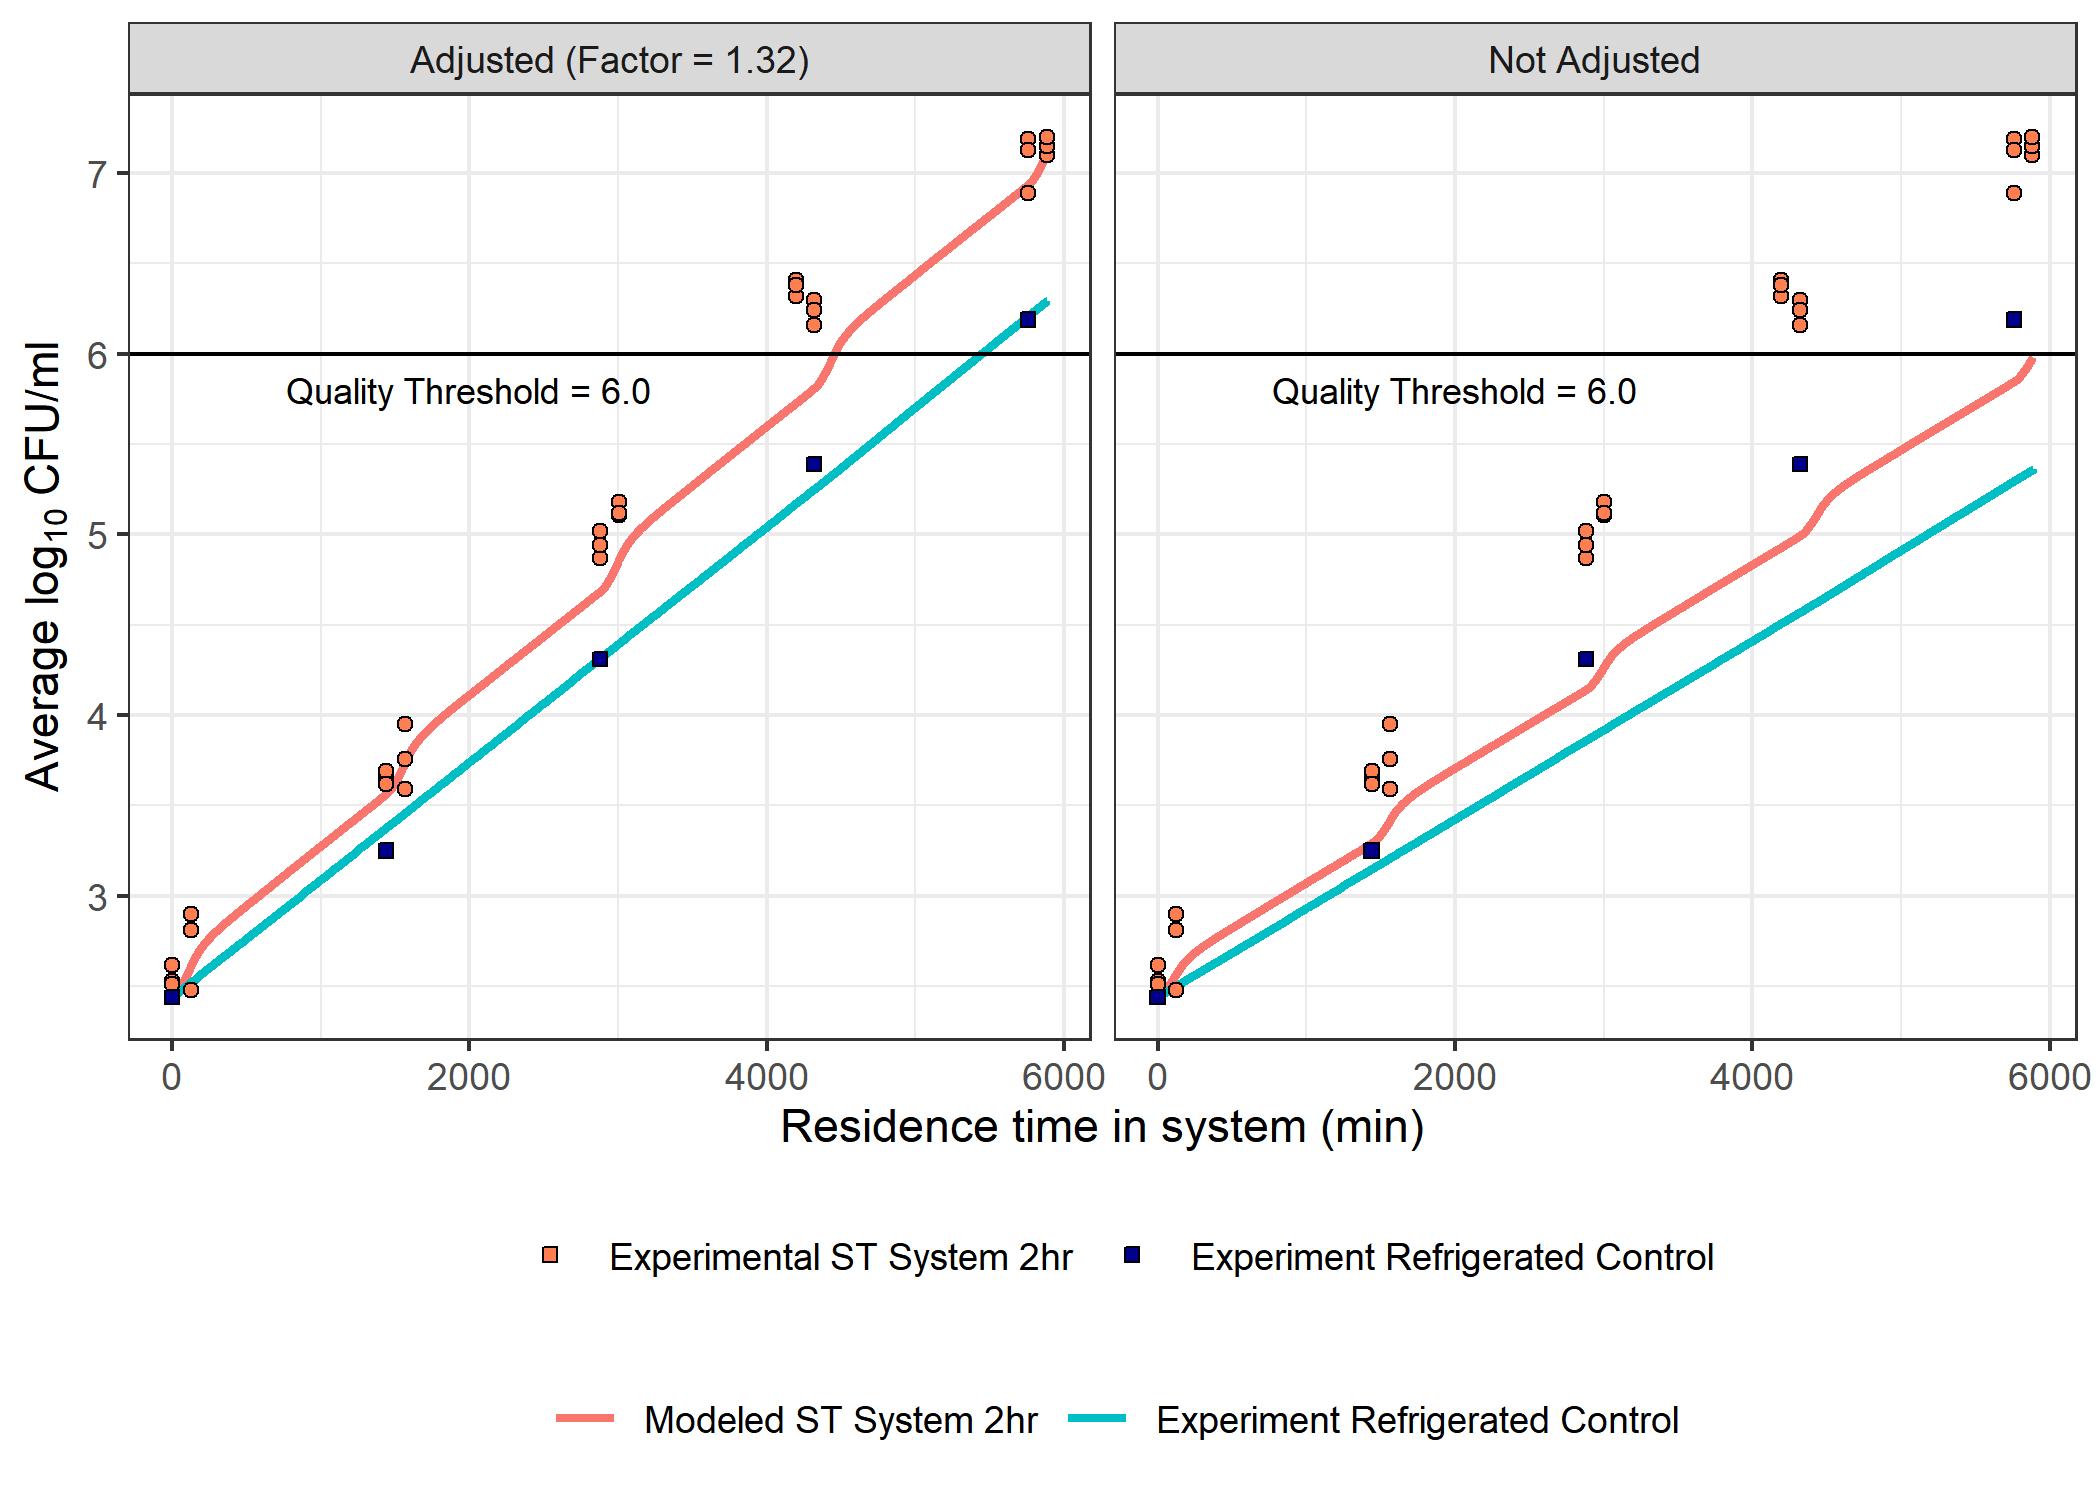 Adjusted (Factor = 1.32)
Not Adjusted
Average log₁₀ CFU/ml
7
6
5
4
3
Quality Threshold = 6.0
Quality Threshold = 6.0
0
2000
4000
6000
0
2000
4000
6000
Residence time in system (min)
Experimental ST System 2hr
Experiment Refrigerated Control
Modeled ST System 2hr
Experiment Refrigerated Control